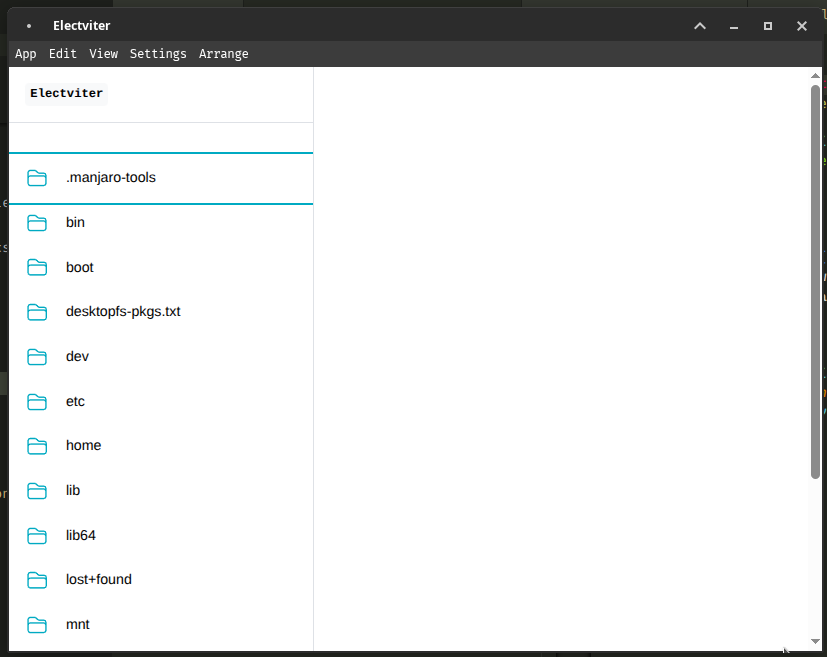 Electviter
App Edit View Settings Arrange
Electviter
.manjaro-tools
bin
boot
desktopfs-pkgs.txt
dev
etc
home
lib
lib64
lost+found
mnt